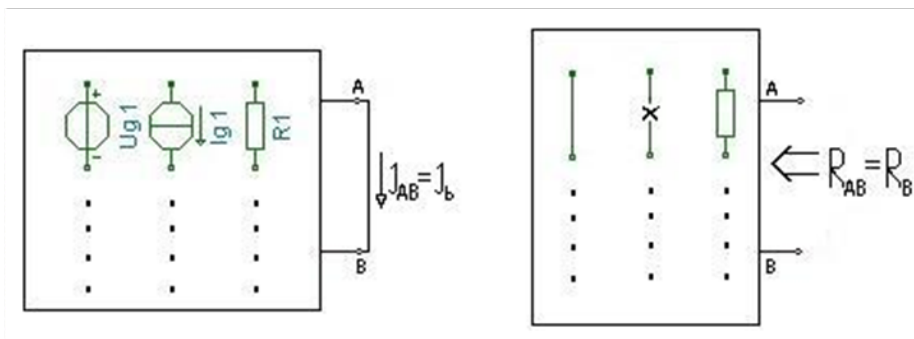 +
-
Ug1
Ig1
R1
A
J_AB=J_b
B
A
R_AB=R_B
B